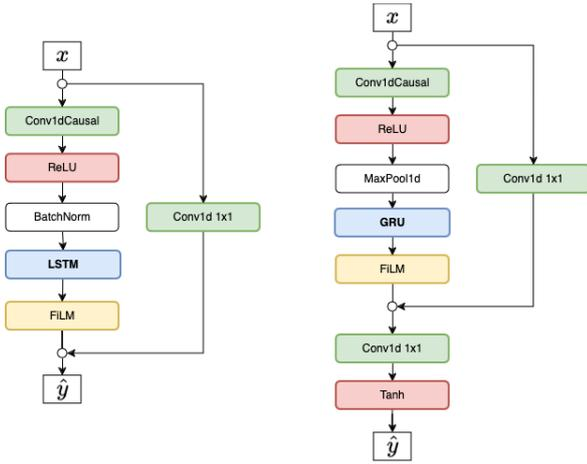 x
Conv1dCausal
ReLU
BatchNorm
Conv1d 1x1
LSTM
FiLM
ŷ
x
Conv1dCausal
ReLU
MaxPool1d
Conv1d 1x1
GRU
FiLM
Conv1d 1x1
Tanh
ŷ